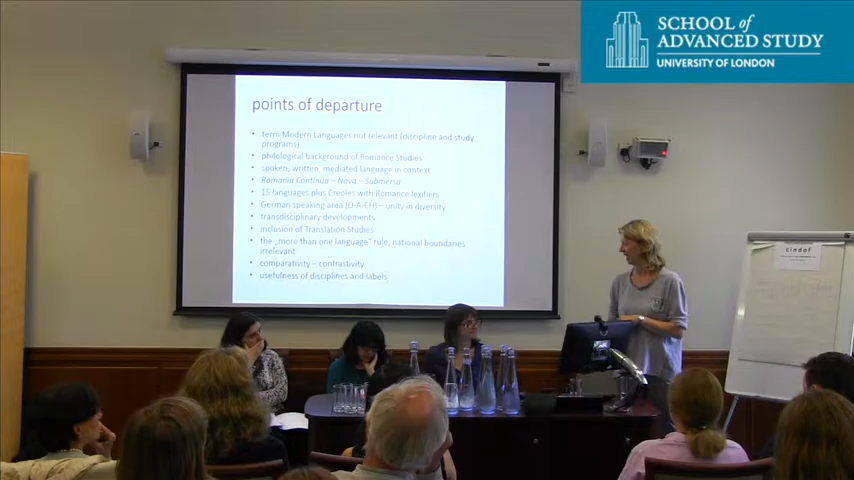 SCHOOL of
ADVANCED STUDY
UNIVERSITY OF LONDON
points of departure
• term Modern Languages not relevant (discipline and study
programs)
• philological background of Romance Studies
• spoken, written, mediated language in context
• Romania Continua – Nova – Submersa
• 15 languages plus Creoles with Romance lexifiers
• German speaking area (D-A-CH) – unity in diversity
• transdisciplinary developments
• inclusion of Translation Studies
• the „more than one language" rule, national boundaries
irrelevant
• comparativity – contrastivity
• usefulness of disciplines and labels